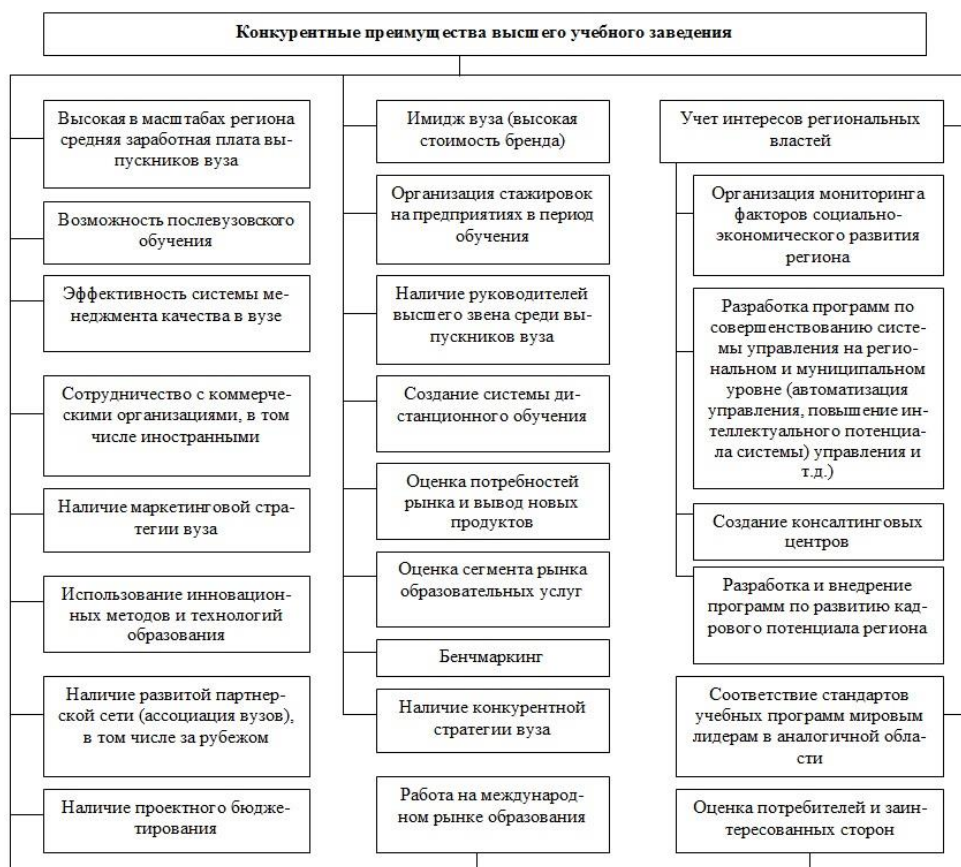 Конкурентные преимущества высшего учебного заведения
Высокая в масштабах региона
средняя заработная плата вы-
пускников вуза
Возможность послевузовского
обучения
Эффективность системы ме-
неджмента качества в вузе
Сотрудничество с коммерче-
скими организациями, в том
числе иностранными
Наличие маркетинговой стра-
тегии вуза
Использование инновацион-
ных методов и технологий
образования
Наличие развитой партнер-
ской сети (ассоциация вузов),
в том числе за рубежом
Наличие проектного бюдже-
тирования
Имидж вуза (высокая
стоимость бренда)
Организация стажировок
на предприятиях в период
обучения
Наличие руководителей
высшего звена среди вы-
пускников вуза
Создание системы ди-
станционного обучения
Оценка потребностей
рынка и вывод новых
продуктов
Оценка сегмента рынка
образовательных услуг
Бенчмаркинг
Наличие конкурентной
стратегии вуза
Работа на международ-
ном рынке образования
Учет интересов региональных
властей
Организация мониторинга
факторов социально-
экономического развития
региона
Разработка программ по
совершенствованию систе-
мы управления на регио-
нальном и муниципальном
уровне (автоматизация
управления, повышение ин-
теллектуального потенциа-
ла системы) управления и
т.д.)
Создание консалтинговых
центров
Разработка и внедрение
программ по развитию кад-
рового потенциала региона
Соответствие стандартов
учебных программ мировым
лидерам в аналогичной обла-
сти
Оценка потребителей и заин-
тересованных сторон